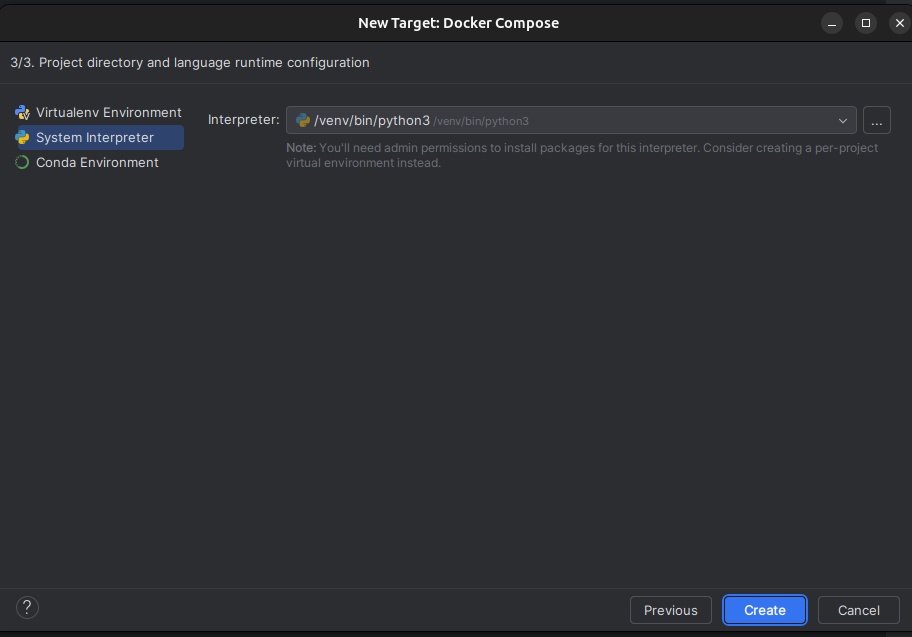 New Target: Docker Compose
3/3. Project directory and language runtime configuration
Virtualenv Environment
System Interpreter
Conda Environment
Interpreter: /venv/bin/python3 /venv/bin/python3 ...
Note: You'll need admin permissions to install packages for this interpreter. Consider creating a per-project
virtual environment instead.
? Previous Create Cancel